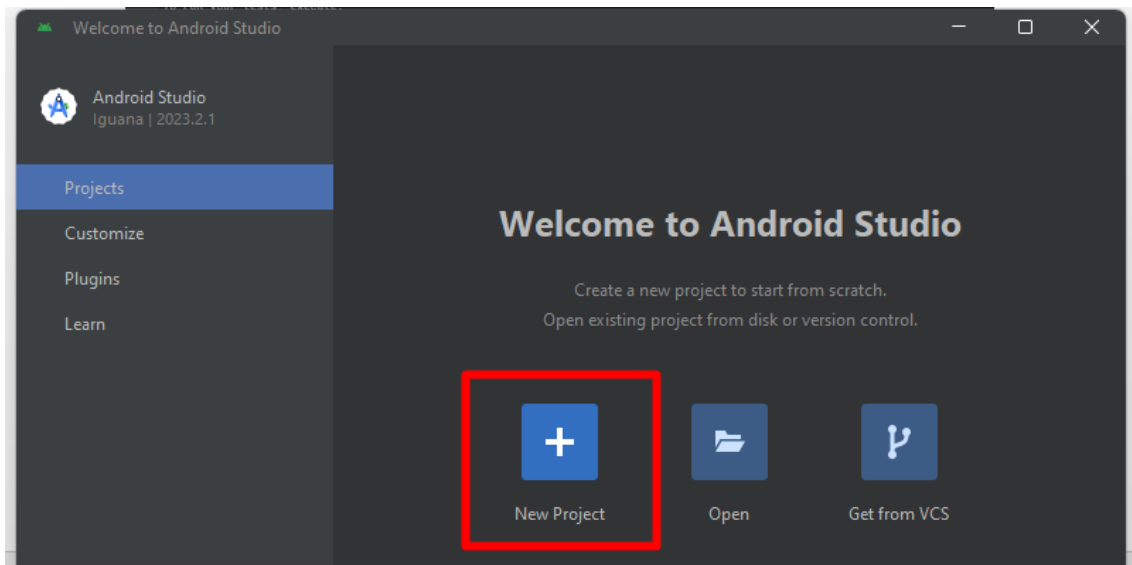 Welcome to Android Studio
Android Studio
Iguana | 2023.2.1
Projects
Customize
Plugins
Learn
Welcome to Android Studio
Create a new project to start from scratch.
Open existing project from disk or version control.
New Project
Open
Get from VCS